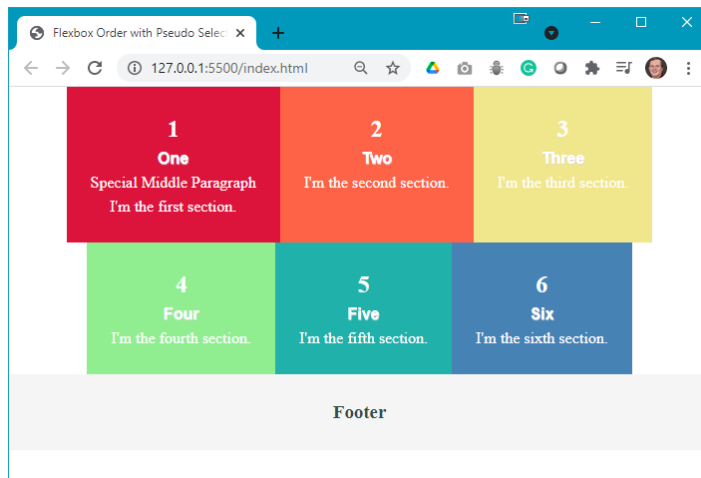 Flexbox Order with Pseudo Selec
127.0.0.1:5500/index.html
1
One
Special Middle Paragraph
I'm the first section.
2
Two
I'm the second section.
3
Three
I'm the third section.
4
Four
I'm the fourth section.
5
Five
I'm the fifth section.
6
Six
I'm the sixth section.
Footer